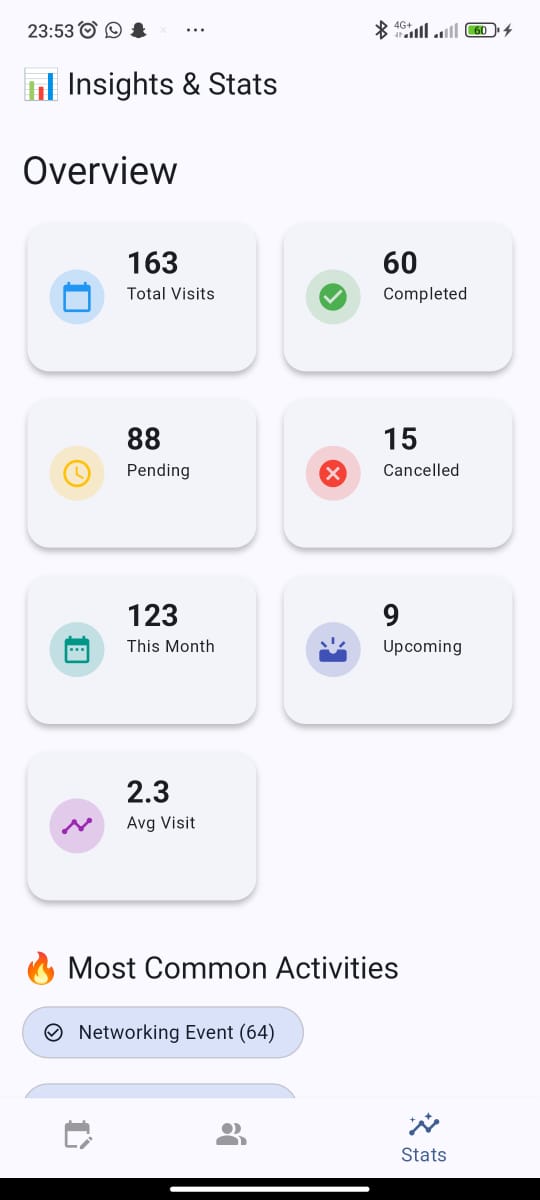 23:53
4G+
60
📊 Insights & Stats
Overview
163
Total Visits
60
Completed
88
Pending
15
Cancelled
123
This Month
9
Upcoming
2.3
Avg Visit
🔥 Most Common Activities
Networking Event (64)
Stats